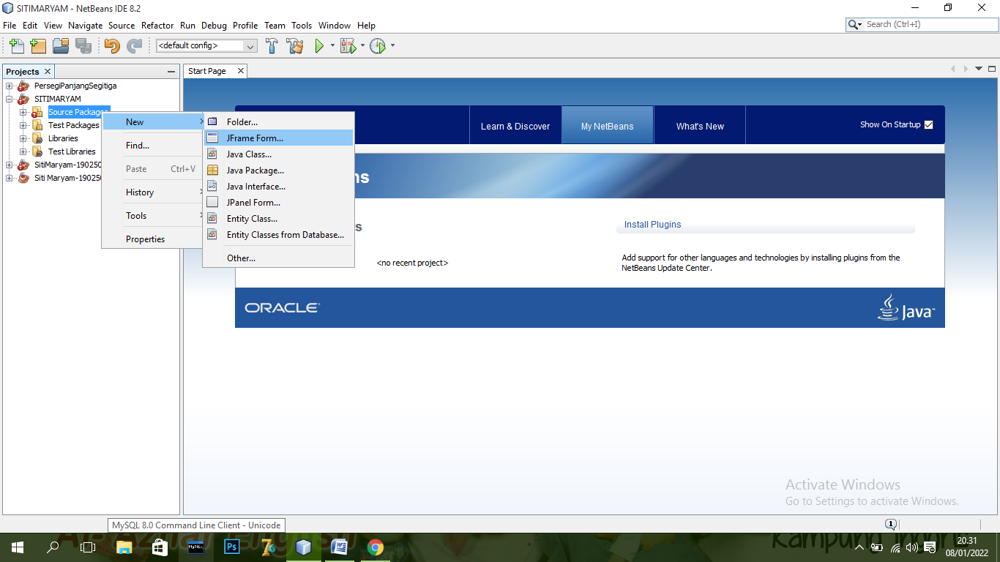 SITIMARYAM - NetBeans IDE 8.2
File Edit View Navigate Source Refactor Run Debug Profile Team Tools Window Help
Search (Ctrl+I)
<default config>
Projects
Start Page
PersegiPanjangSegitiga
SITIMARYAM
Source Packages
Test Packages
Libraries
Test Libraries
SitiMaryam-19025
Siti Maryam-19025
New
Find...
Paste Ctrl+V
History
Tools
Properties
Folder...
JFrame Form...
Java Class...
Java Package...
Java Interface...
JPanel Form...
Entity Class...
Entity Classes from Database...
Other...
Learn & Discover
My NetBeans
What's New
Show On Startup
ns
s
<no recent project>
Install Plugins
Add support for other languages and technologies by installing plugins from the
NetBeans Update Center.
ORACLE
Java
Activate Windows
Go to Settings to activate Windows.
1
MySQL 8.0 Command Line Client - Unicode
MySQL
Ps
7
W
20.31
08/01/2022